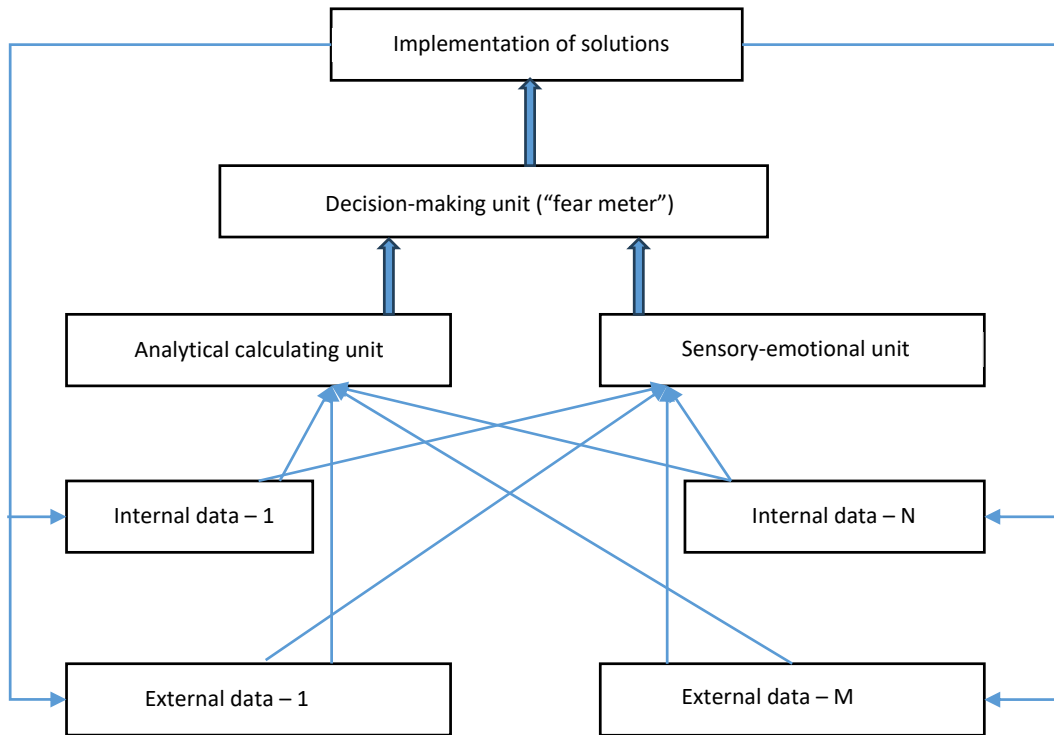 Implementation of solutions
Decision-making unit (“fear meter”)
Analytical calculating unit
Sensory-emotional unit
Internal data – 1
Internal data – N
External data – 1
External data – M